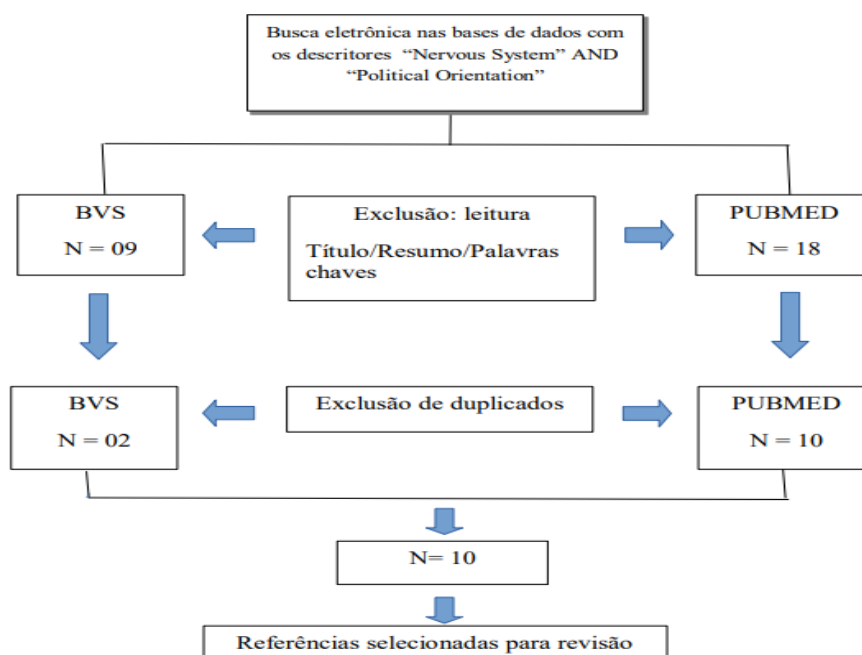 Busca eletrônica nas bases de dados com
os descritores “Nervous System” AND
“Political Orientation”
BVS
N = 09
Exclusão: leitura
Título/Resumo/Palavras
chaves
PUBMED
N = 18
BVS
N = 02
Exclusão de duplicados
PUBMED
N = 10
N= 10
Referências selecionadas para revisão